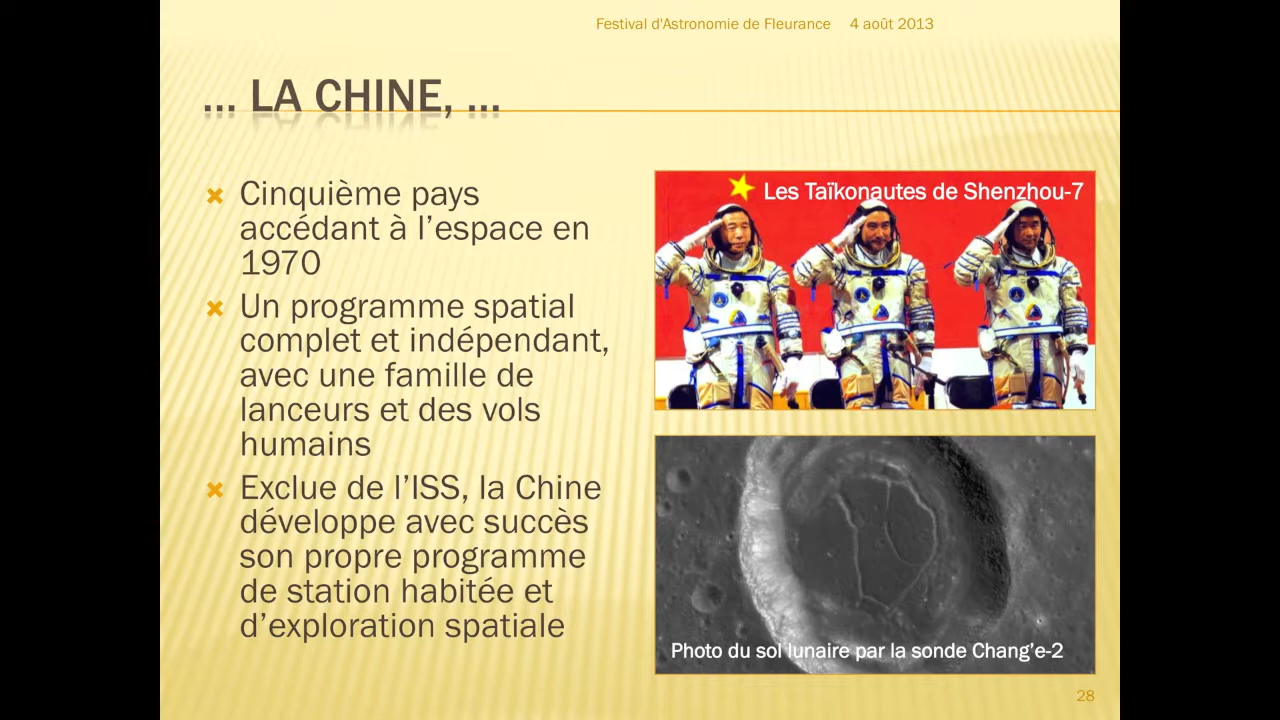 Festival d'Astronomie de Fleurance 4 août 2013
... LA CHINE, ...
Cinquième pays
accédant à l’espace en
1970
Un programme spatial
complet et indépendant,
avec une famille de
lanceurs et des vols
humains
Exclue de l’ISS, la Chine
développe avec succès
son propre programme
de station habitée et
d’exploration spatiale
Les Taïkonautes de Shenzhou-7
Photo du sol lunaire par la sonde Chang’e-2
28